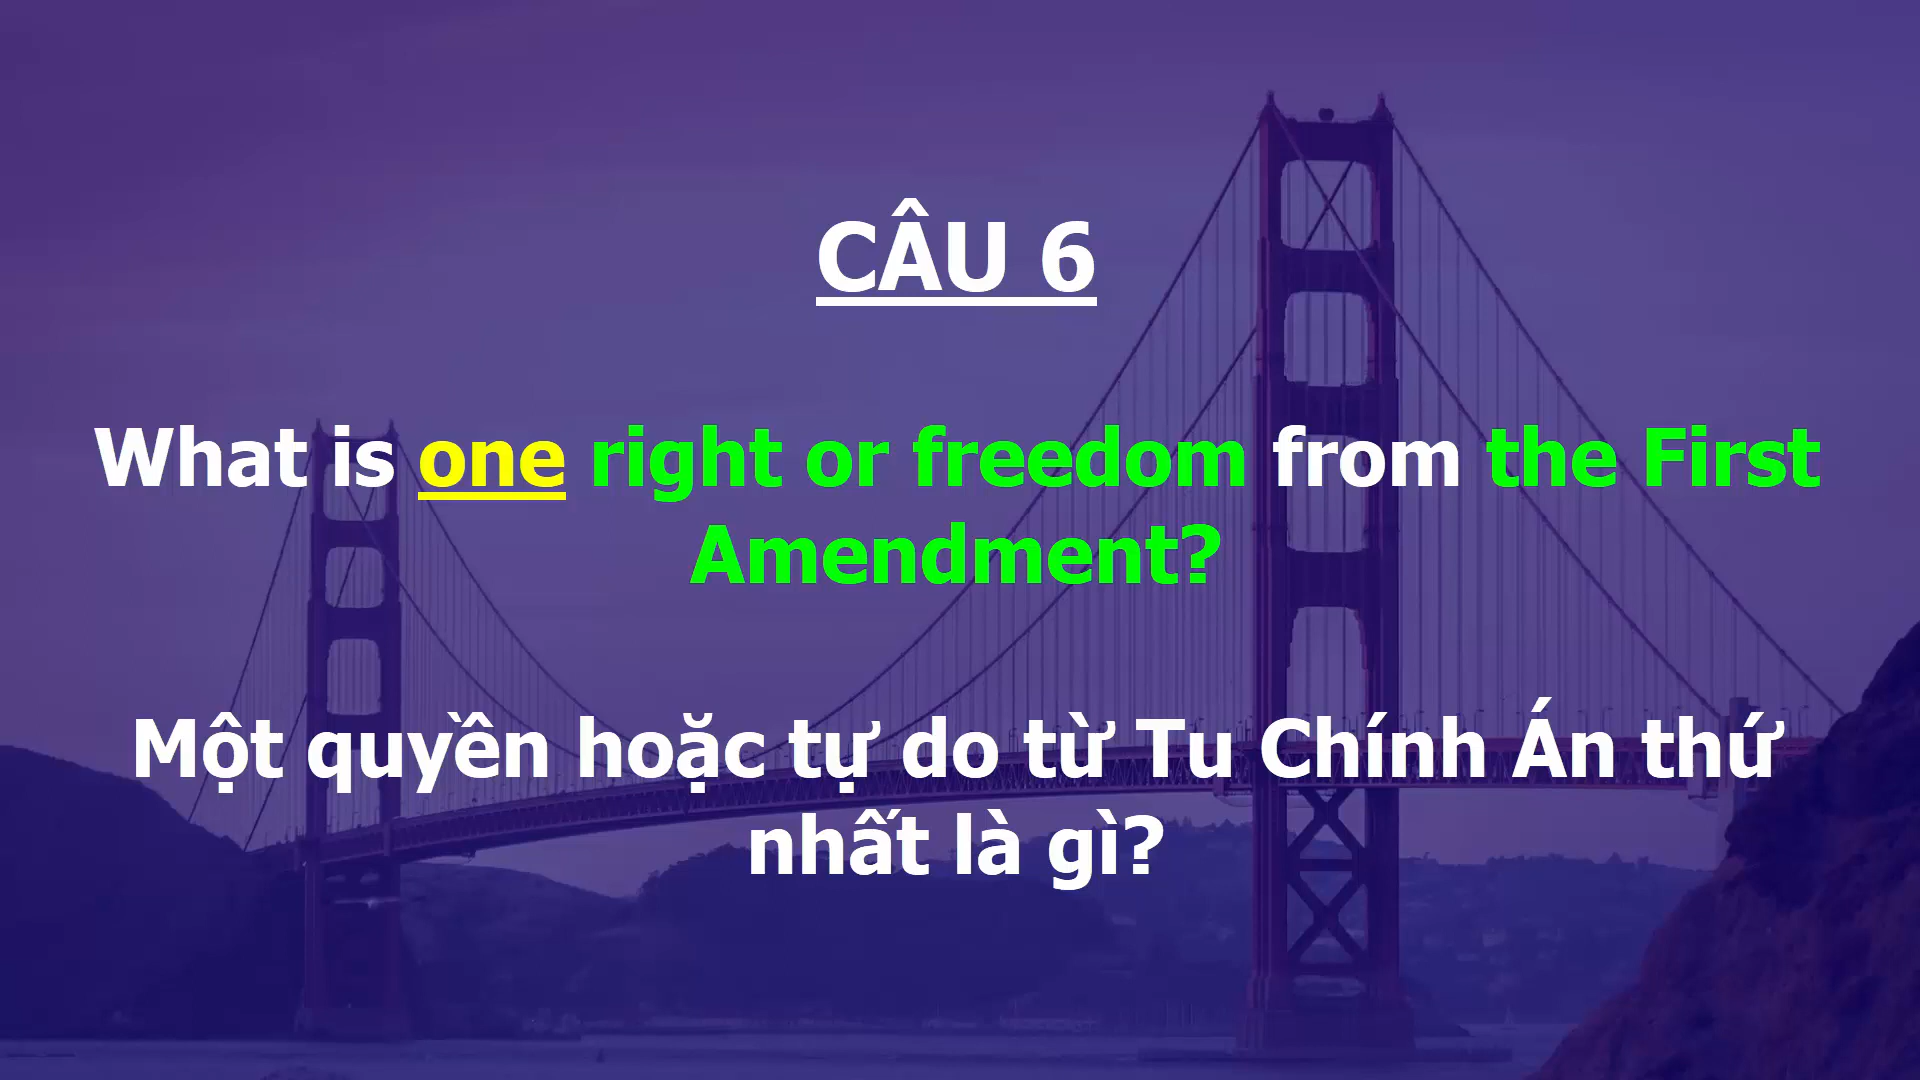 CÂU 6
What is one right or freedom from the First
Amendment?
Một quyền hoặc tự do từ Tu Chính Án thứ
nhất là gì?